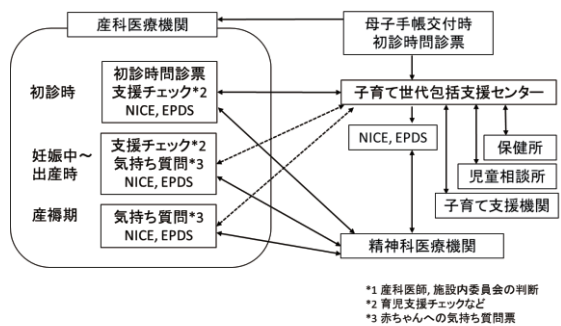 産科医療機関
母子手帳交付時
初診時問診票
初診時
初診時問診票
支援チェック*2
NICE, EPDS
子育て世代包括支援センター
妊娠中～
出産時
支援チェック*2
気持ち質問*3
NICE, EPDS
NICE, EPDS
保健所
児童相談所
子育て支援機関
産褥期
気持ち質問*3
NICE, EPDS
精神科医療機関
*1 産科医師, 施設内委員会の判断
*2 育児支援チェックなど
*3 赤ちゃんへの気持ち質問票